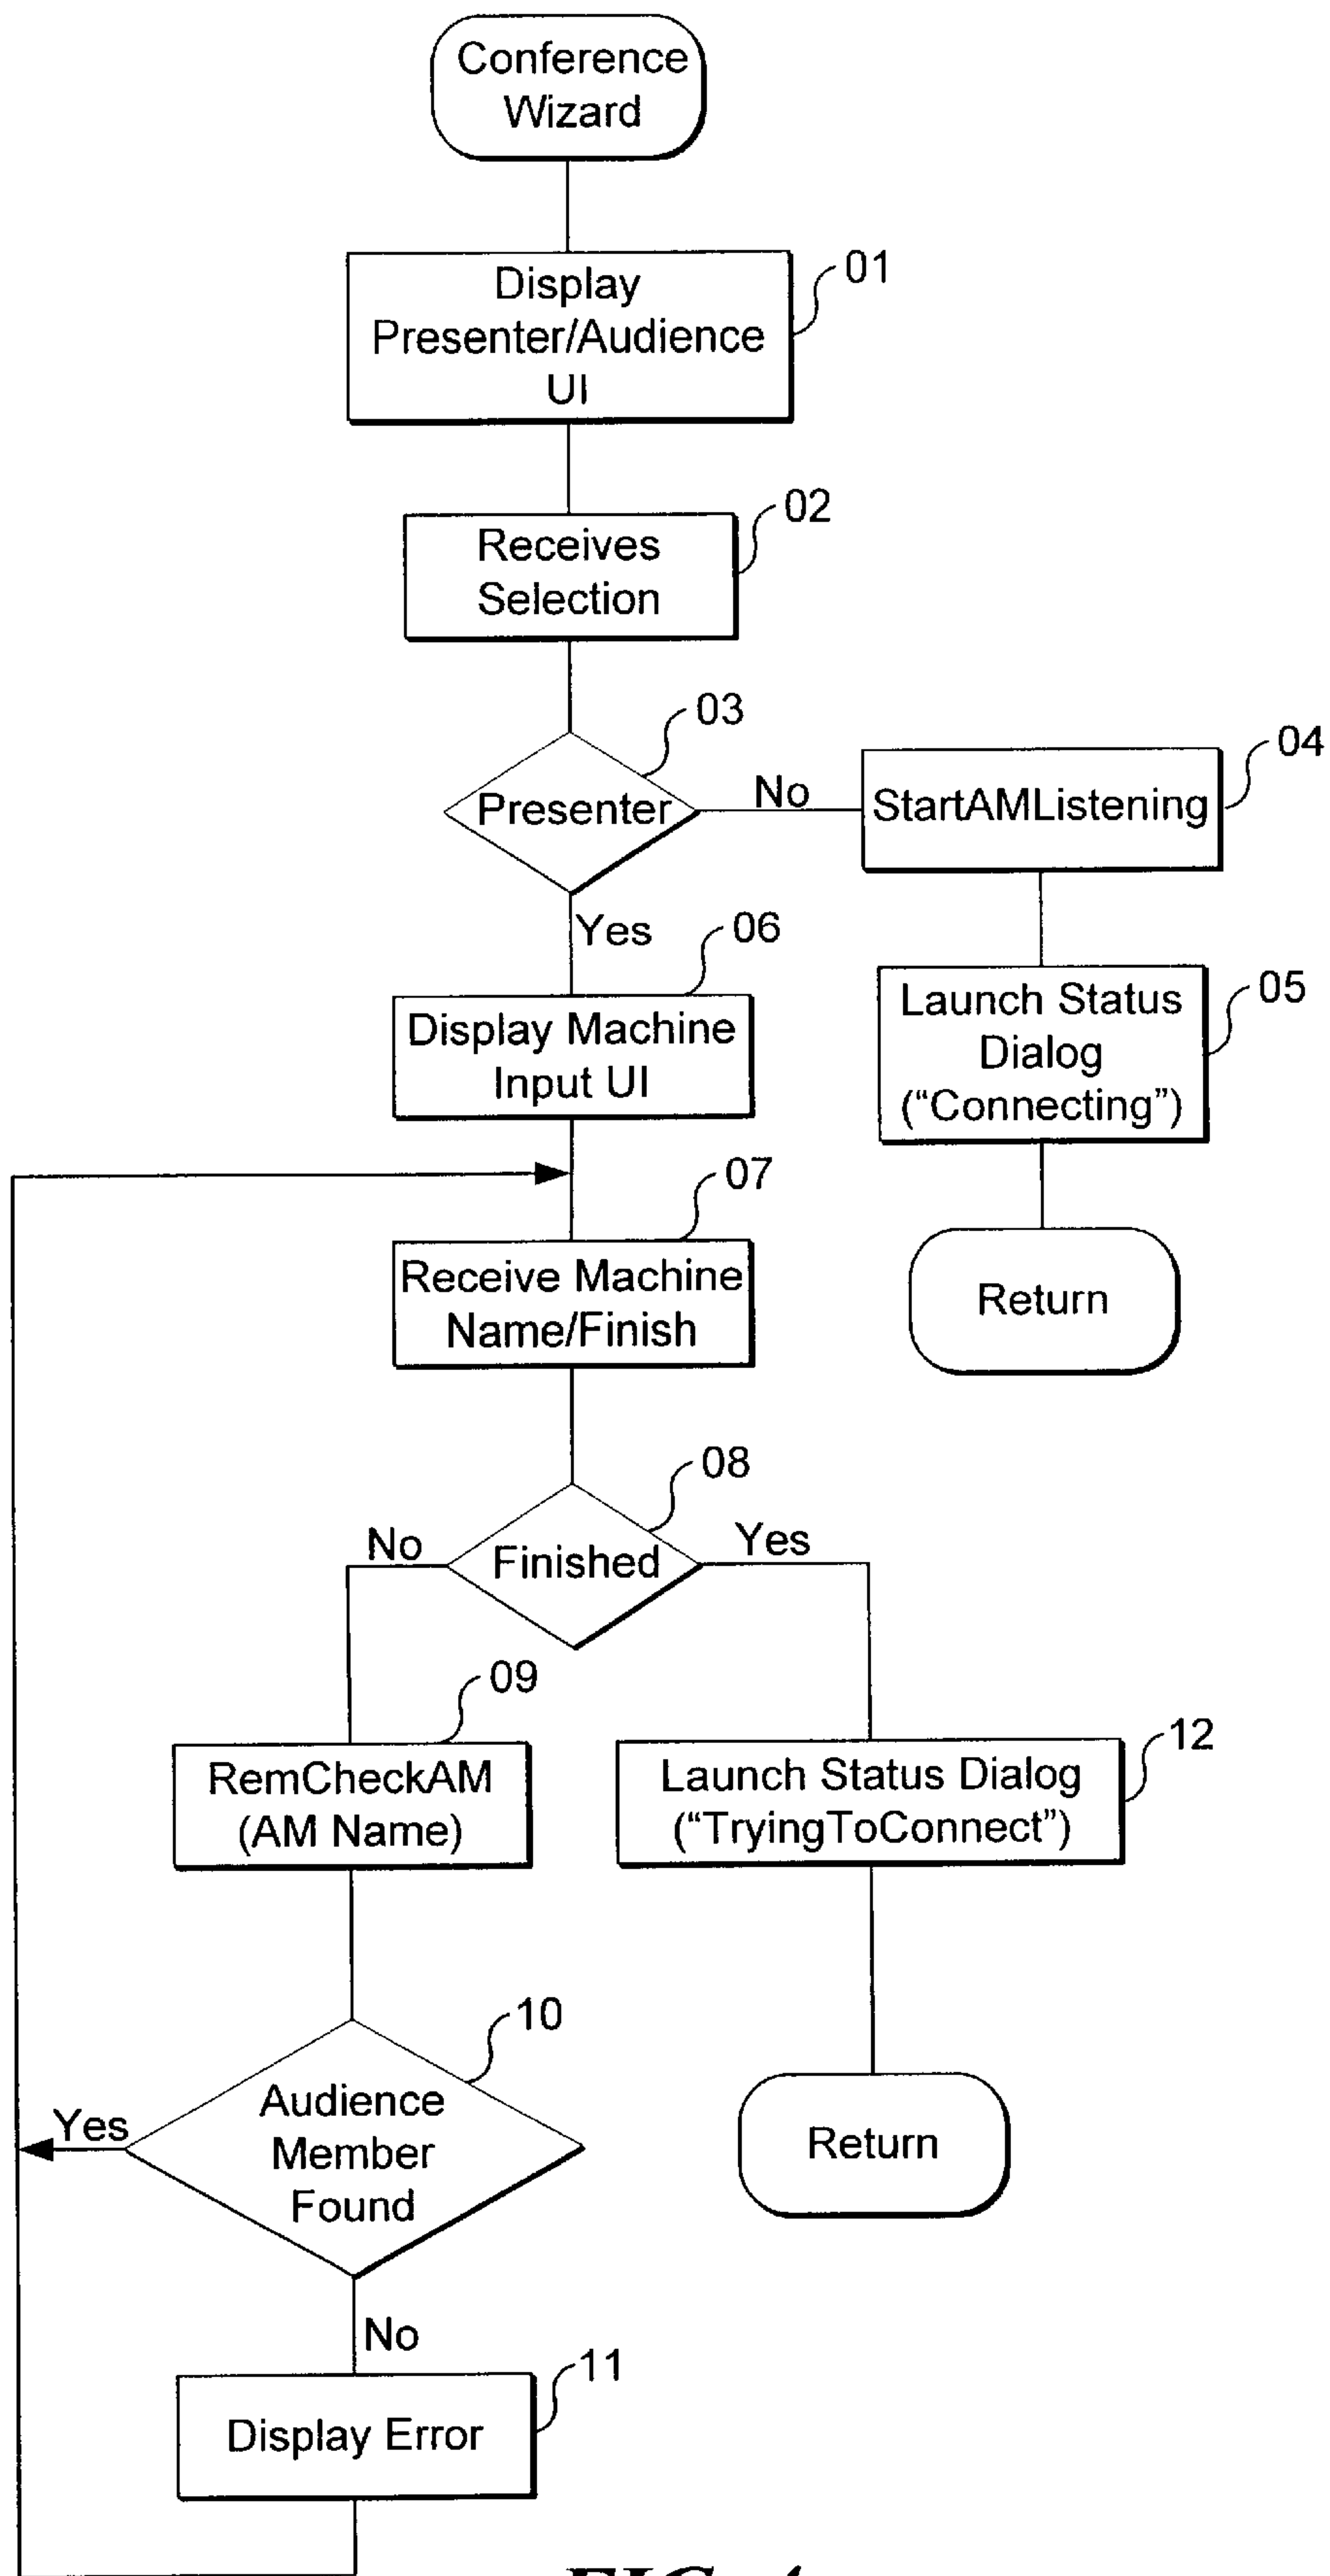 Conference
Wizard
01
Display
Presenter/Audience
UI
02
Receives
Selection
03
Presenter
No
04
StartAMListening
Yes
06
05
Launch Status
Dialog
(“Connecting”)
Display Machine
Input UI
07
Receive Machine
Name/Finish
Return
08
No
Finished
Yes
09
12
RemCheckAM
(AM Name)
Launch Status Dialog
(“TryingToConnect”)
10
Audience
Member
Found
Yes
Return
No
11
Display Error